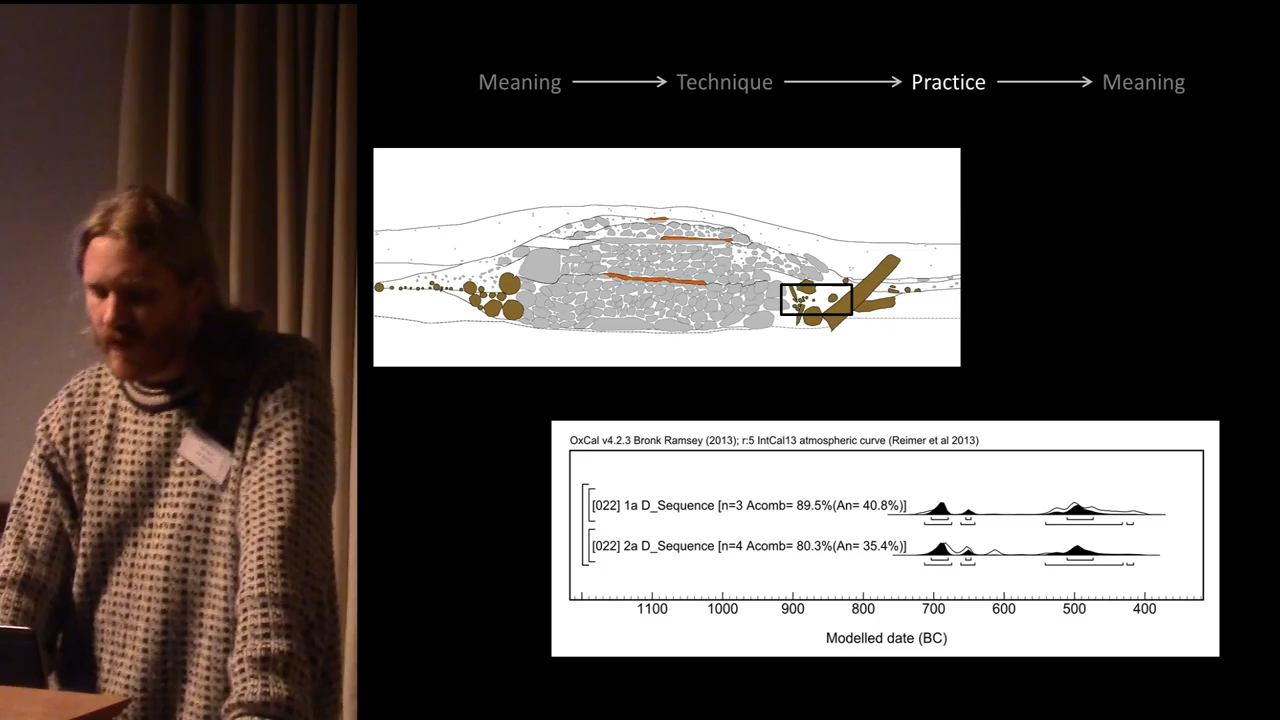 Meaning → Technique → Practice → Meaning
OxCal v4.2.3 Bronk Ramsey (2013); r:5 IntCal13 atmospheric curve (Reimer et al 2013)
[022] 1a D_Sequence [n=3 Acomb= 89.5%(An= 40.8%)]
[022] 2a D_Sequence [n=4 Acomb= 80.3%(An= 35.4%)]
1100 1000 900 800 700 600 500 400
Modelled date (BC)